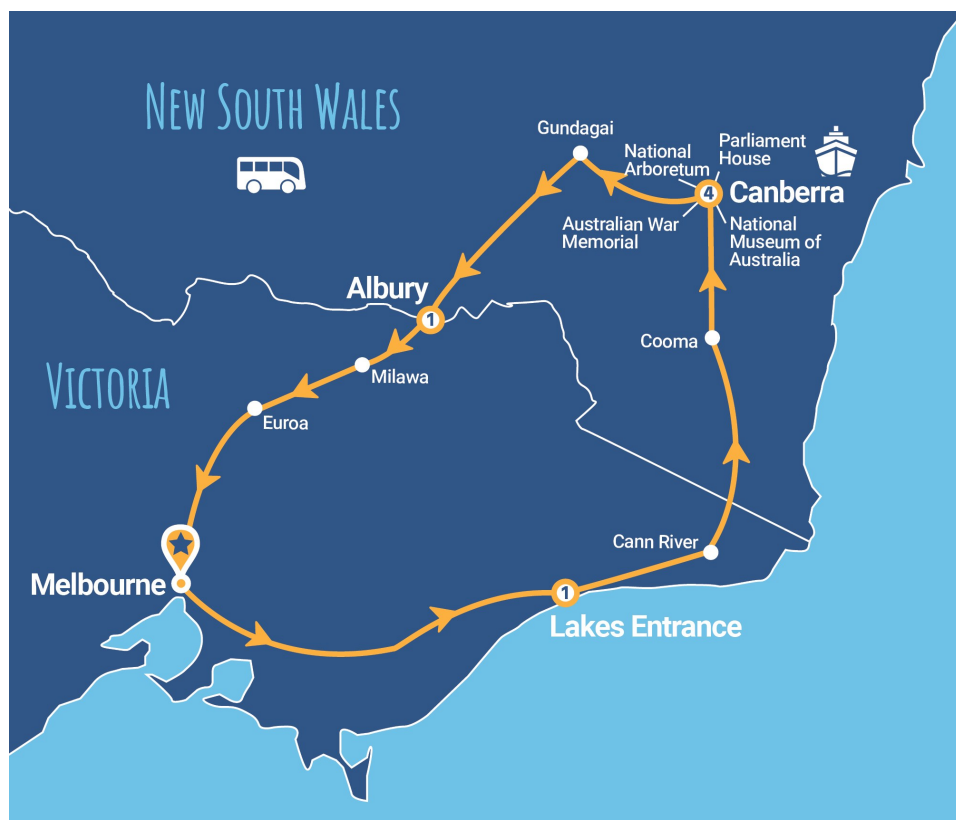 NEW SOUTH WALES
Gundagai
National
Arboretum
Parliament
House
4
Canberra
Australian War
Memorial
National
Museum of
Australia
Albury
1
Cooma
Milawa
VICTORIA
Euroa
Cann River
Melbourne
1
Lakes Entrance